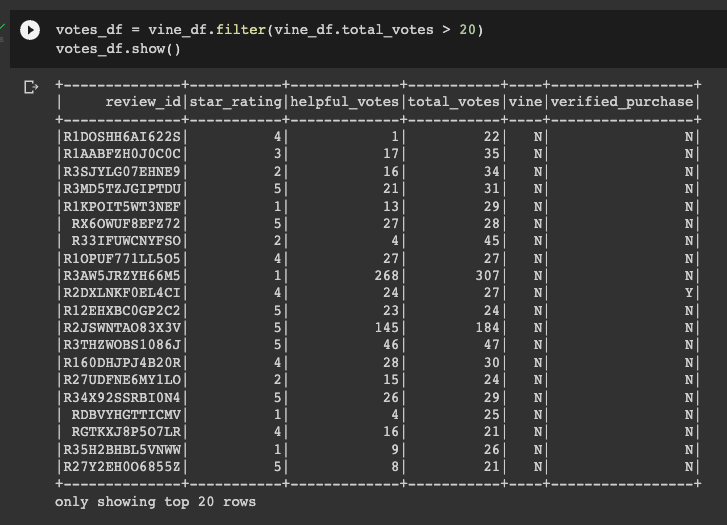 votes_df = vine_df.filter(vine_df.total_votes > 20)
votes_df.show()
+--------------+-----------+-------------+-----------+----+-----------------+
|     review_id|star_rating|helpful_votes|total_votes|vine|verified_purchase|
+--------------+-----------+-------------+-----------+----+-----------------+
|R1DOSHH6AI622S|          4|            1|         22|   N|                N|
|R1AABFZH0J0C0C|          3|           17|         35|   N|                N|
|R3SJYLG07EHNE9|          2|           16|         34|   N|                N|
|R3MD5TZJGIPTDU|          5|           21|         31|   N|                N|
|R1KPOIT5WT3NEF|          1|           13|         29|   N|                N|
| RX6OWUF8EFZ72|          5|           27|         28|   N|                N|
| R33IFUWCNYFSO|          2|            4|         45|   N|                N|
|R1OPUF771LL5O5|          4|           27|         27|   N|                N|
|R3AW5JRZYH66M5|          1|          268|        307|   N|                N|
|R2DXLNKF0EL4CI|          4|           24|         27|   N|                Y|
|R12EHXBC0GP2C2|          5|           23|         24|   N|                N|
|R2JSWNTAO83X3V|          5|          145|        184|   N|                N|
|R3THZWOBS1086J|          5|           46|         47|   N|                N|
|R160DHJPJ4B20R|          4|           28|         30|   N|                N|
|R27UDFNE6MY1LO|          2|           15|         24|   N|                N|
|R34X92SSRBI0N4|          5|           26|         29|   N|                N|
| RDBVYHGTTICMV|          1|            4|         25|   N|                N|
| RGTKXJ8P5O7LR|          4|           16|         21|   N|                N|
|R35H2BHBL5VNWW|          1|            9|         26|   N|                N|
|R27Y2EH0O6855Z|          5|            8|         21|   N|                N|
+--------------+-----------+-------------+-----------+----+-----------------+
only showing top 20 rows